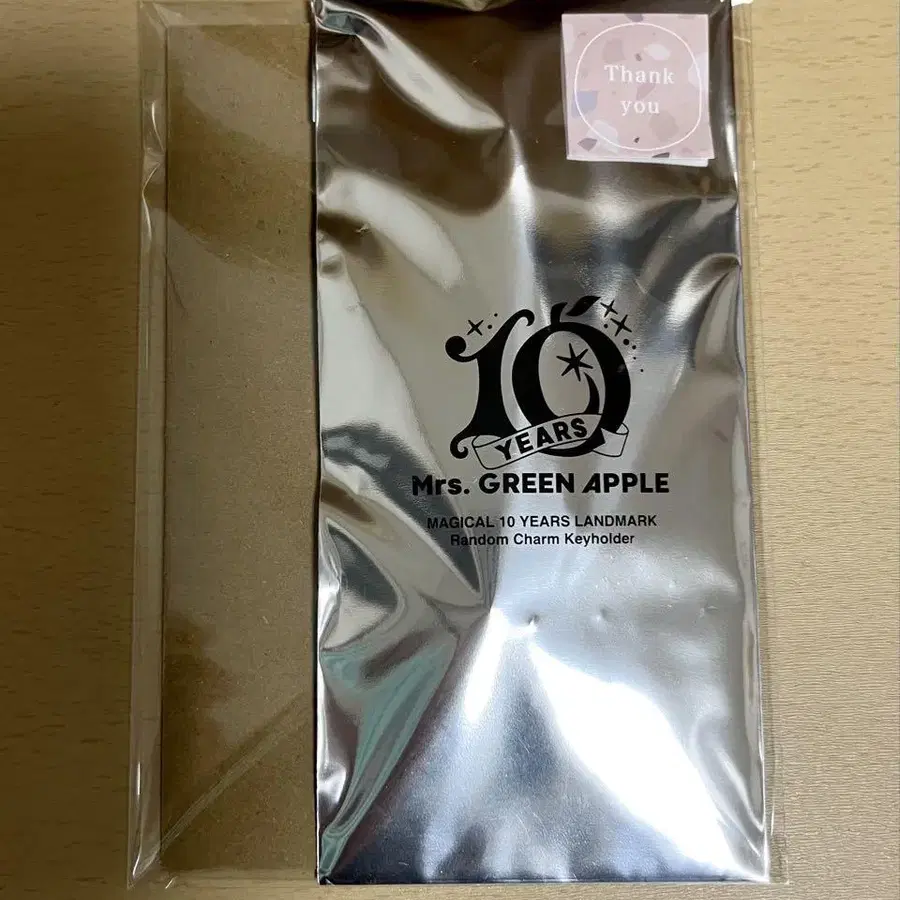 Thank
you
10
YEARS
Mrs. GREEN APPLE
MAGICAL 10 YEARS LANDMARK
Random Charm Keyholder